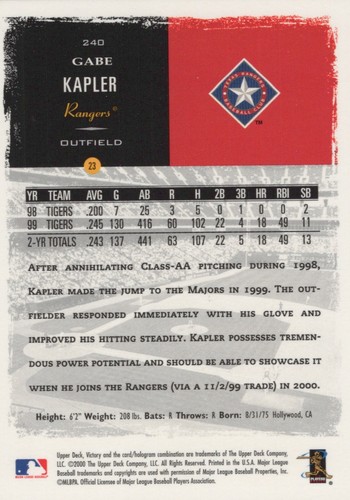 240
GABE
KAPLER
Rangers®
OUTFIELD
TEXAS RANGERS
BASEBALL CLUB
TM
23
YR TEAM AVG G AB R H 2B 3B HR RBI SB
98 TIGERS .200 7 25 3 5 0 1 0 0 2
99 TIGERS .245 130 416 60 102 22 4 18 49 11
2-YR TOTALS .243 137 441 63 107 22 5 18 49 13
AFTER ANNIHILATING CLASS-AA PITCHING DURING 1998,
KAPLER MADE THE JUMP TO THE MAJORS IN 1999. THE OUT-
FIELDER RESPONDED IMMEDIATELY WITH HIS GLOVE AND
IMPROVED HIS HITTING STEADILY. KAPLER POSSESSES TREMEN-
DOUS POWER POTENTIAL AND SHOULD BE ABLE TO SHOWCASE IT
WHEN HE JOINS THE RANGERS (VIA A 11/2/99 TRADE) IN 2000.
Height: 6'2" Weight: 208 lbs. Bats: R Throws: R Born: 8/31/75 Hollywood, CA
Upper Deck, Victory and the card/hologram combination are trademarks of The Upper Deck Company,
LLC. ©2000 The Upper Deck Company, LLC. All Rights Reserved. Printed in the U.S.A. Major League
Baseball trademarks and copyrights are used with permission of Major League Baseball Properties, Inc.
©MLBPA. Official Licensee of Major League Baseball Players Association.